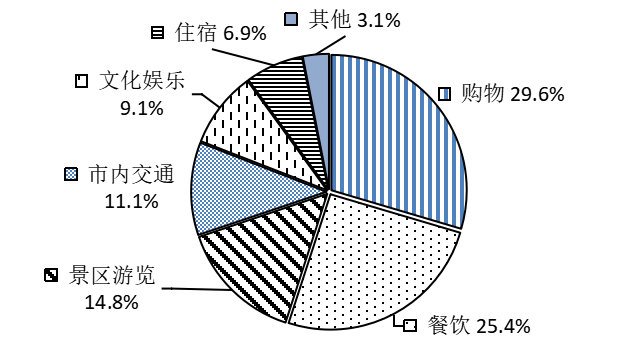 其他 3.1%
住宿 6.9%
文化娱乐
9.1%
购物 29.6%
市内交通
11.1%
景区游览
14.8%
餐饮 25.4%